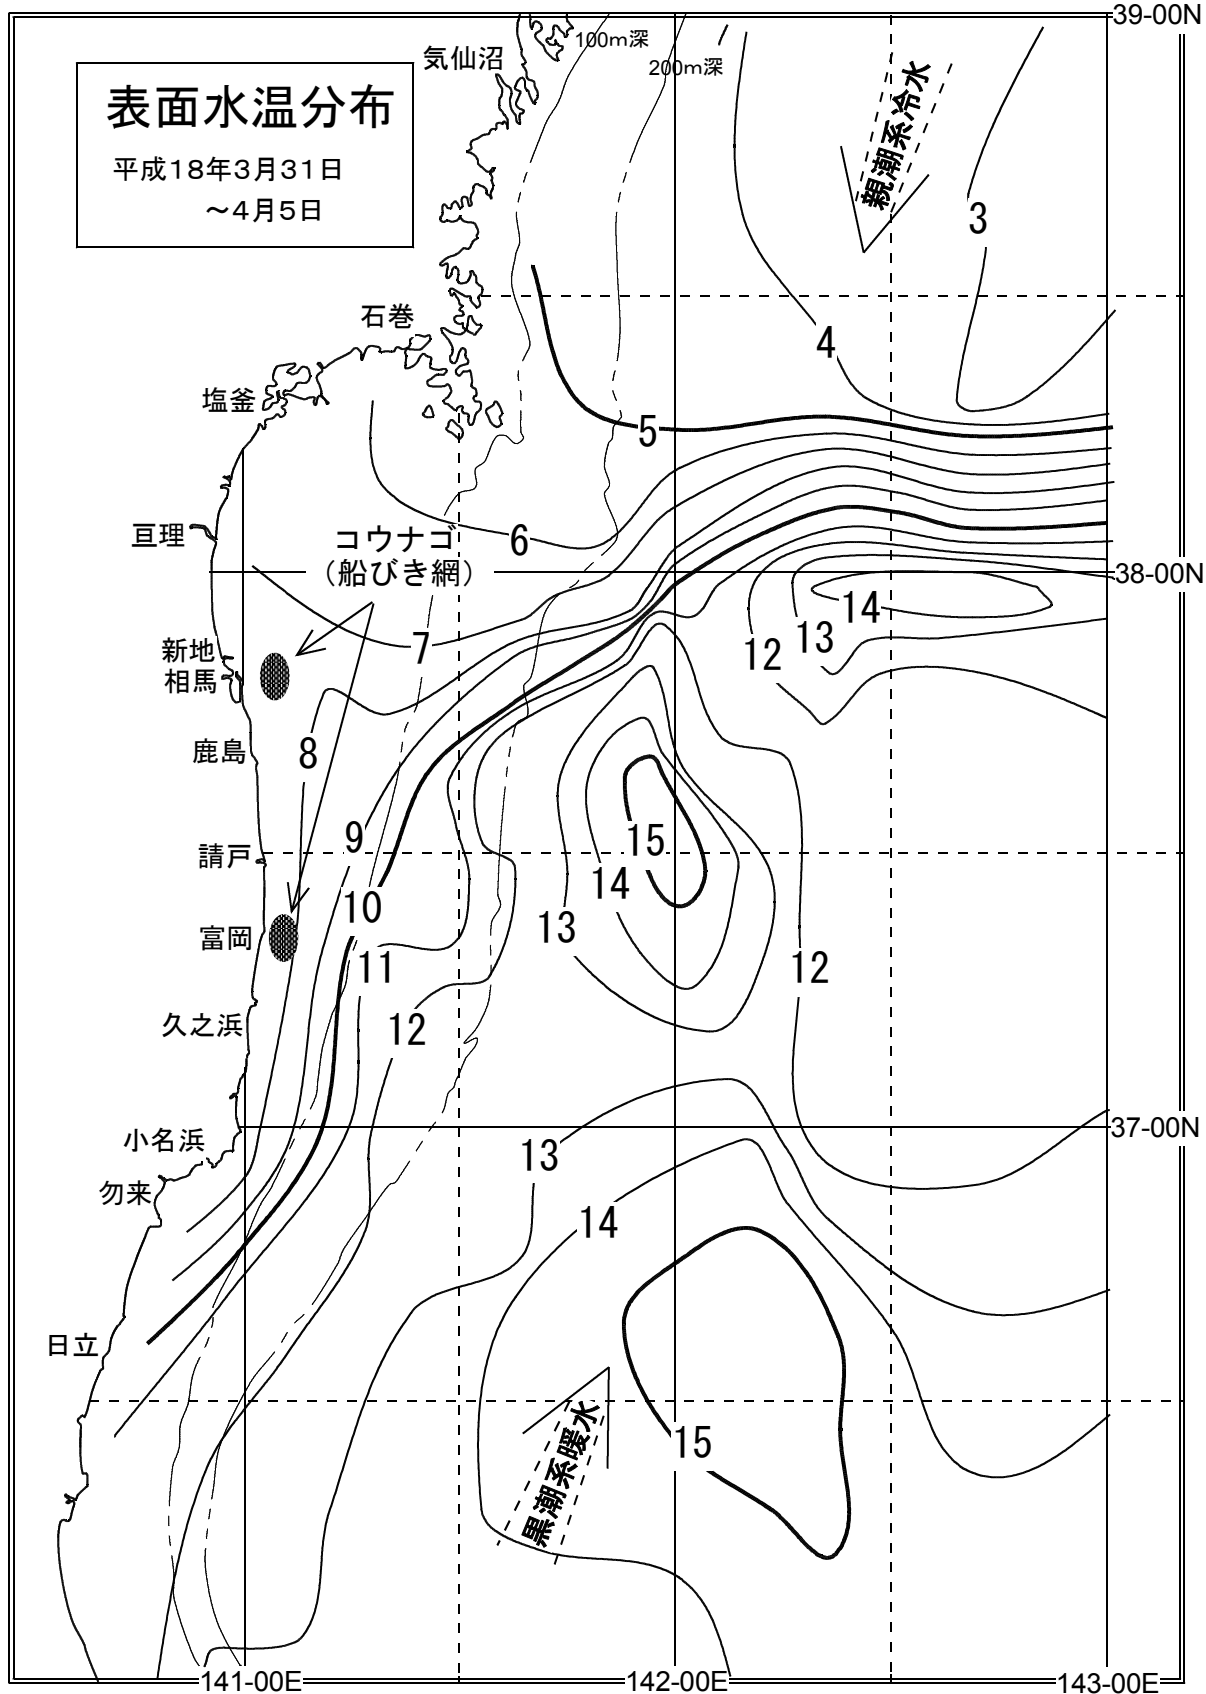 39-00N
100m深
200m深
気仙沼
表面水温分布
平成18年3月31日
～4月5日
親潮系冷水
3
4
石巻
塩釜
5
6
亘理
コウナゴ
（船びき網）
38-00N
14
13
12
7
新地
相馬
鹿島
8
9
15
請戸
14
10
13
富岡
11
12
12
久之浜
小名浜
37-00N
13
勿来
14
日立
15
黒潮系暖水
141-00E
142-00E
143-00E